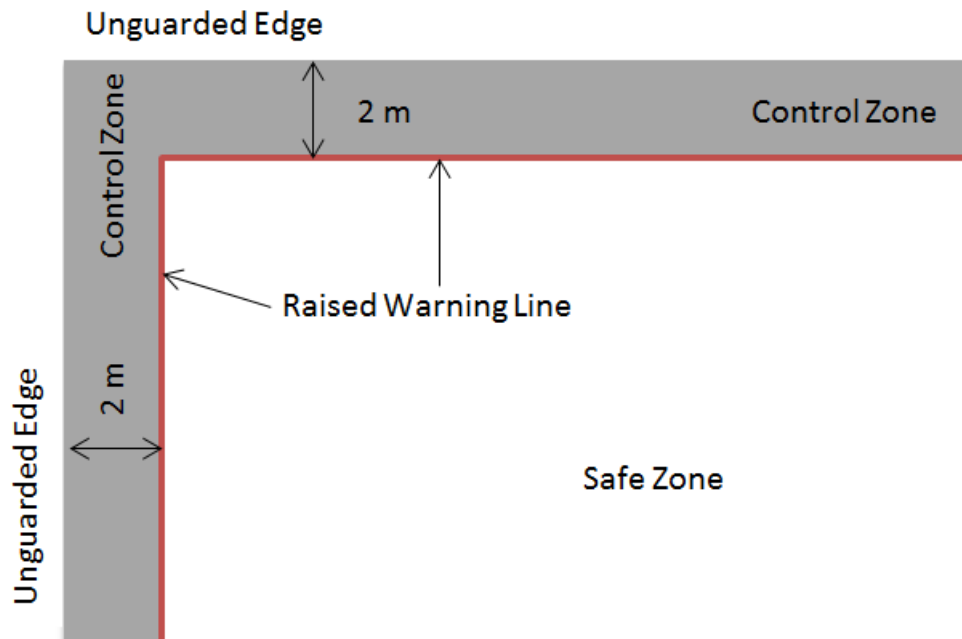 Unguarded Edge
Control Zone
2 m
Control Zone
Raised Warning Line
2 m
Unguarded Edge
Safe Zone